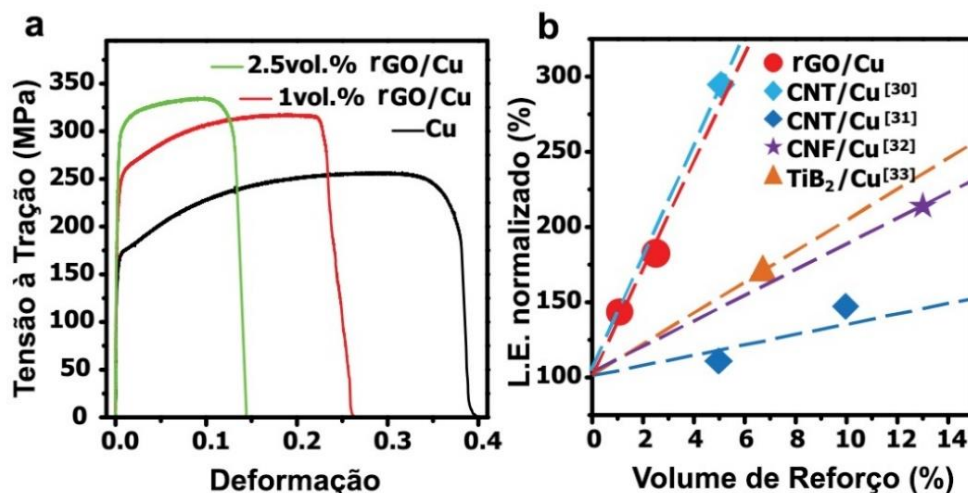 a
Tensão à Tração (MPa)
350
300
250
200
150
100
50
0
2.5vol.% rGO/Cu
1vol.% rGO/Cu
Cu
0.0 0.1 0.2 0.3 0.4
Deformação
b
L.E. normalizado (%)
300
250
200
150
100
rGO/Cu
CNT/Cu[30]
CNT/Cu[31]
CNF/Cu[32]
TiB₂/Cu[33]
0 2 4 6 8 10 12 14
Volume de Reforço (%)